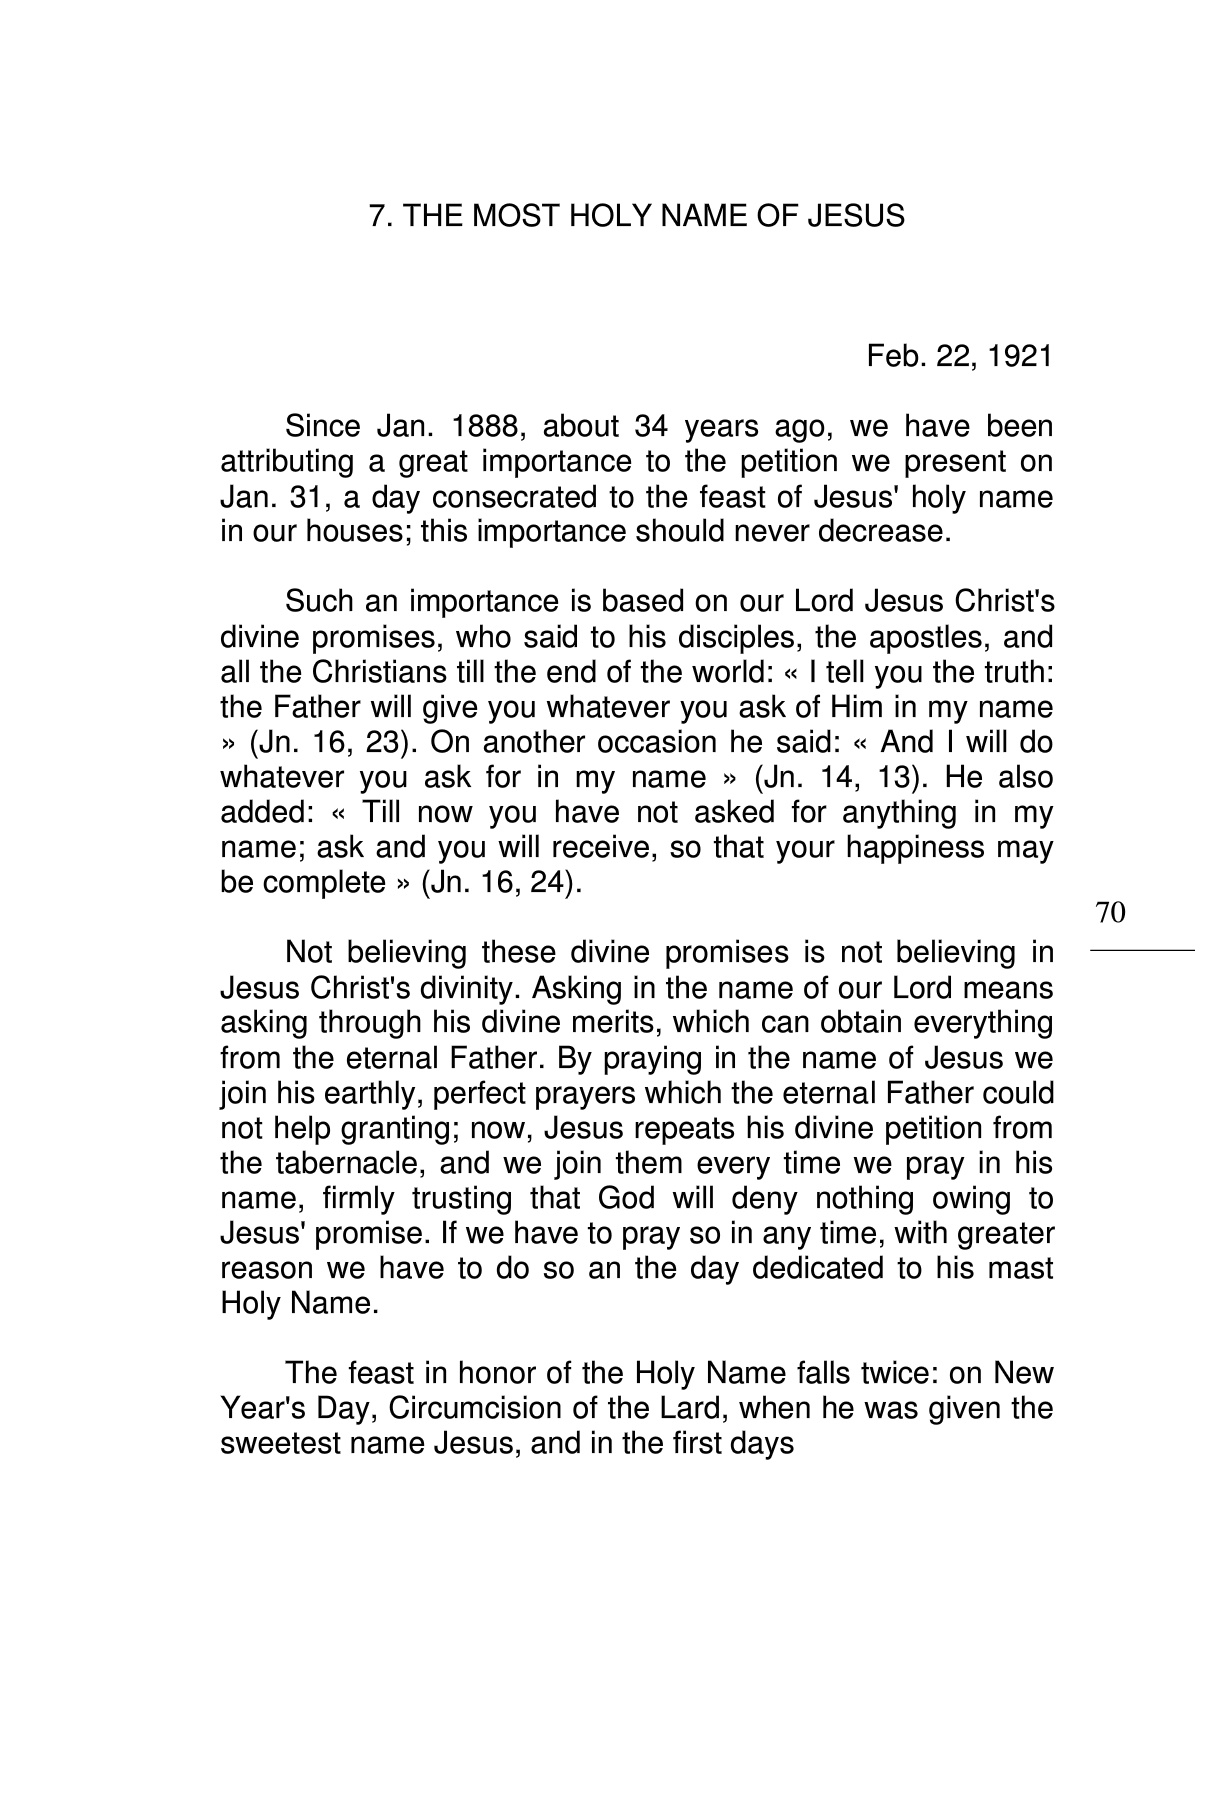 7. THE MOST HOLY NAME OF JESUS
Feb. 22, 1921
Since Jan. 1888, about 34 years ago, we have been
attributing a great importance to the petition we present on
Jan. 31, a day consecrated to the feast of Jesus' holy name
in our houses; this importance should never decrease.
Such an importance is based on our Lord Jesus Christ's
divine promises, who said to his disciples, the apostles, and
all the Christians till the end of the world: « I tell you the truth:
the Father will give you whatever you ask of Him in my name
» (Jn. 16, 23). On another occasion he said: « And I will do
whatever you ask for in my name » (Jn. 14, 13). He also
added: « Till now you have not asked for anything in my
name; ask and you will receive, so that your happiness may
be complete » (Jn. 16, 24).
70
Not believing these divine promises is not believing in
Jesus Christ's divinity. Asking in the name of our Lord means
asking through his divine merits, which can obtain everything
from the eternal Father. By praying in the name of Jesus we
join his earthly, perfect prayers which the eternal Father could
not help granting; now, Jesus repeats his divine petition from
the tabernacle, and we join them every time we pray in his
name, firmly trusting that God will deny nothing owing to
Jesus' promise. If we have to pray so in any time, with greater
reason we have to do so an the day dedicated to his mast
Holy Name.
The feast in honor of the Holy Name falls twice: on New
Year's Day, Circumcision of the Lard, when he was given the
sweetest name Jesus, and in the first days